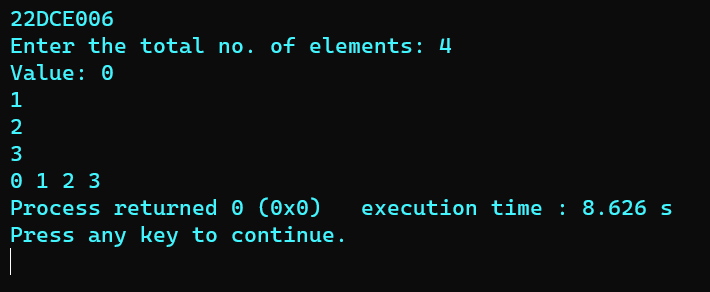 22DCE006
Enter the total no. of elements: 4
Value: 0
1
2
3
0 1 2 3
Process returned 0 (0x0)   execution time : 8.626 s
Press any key to continue.